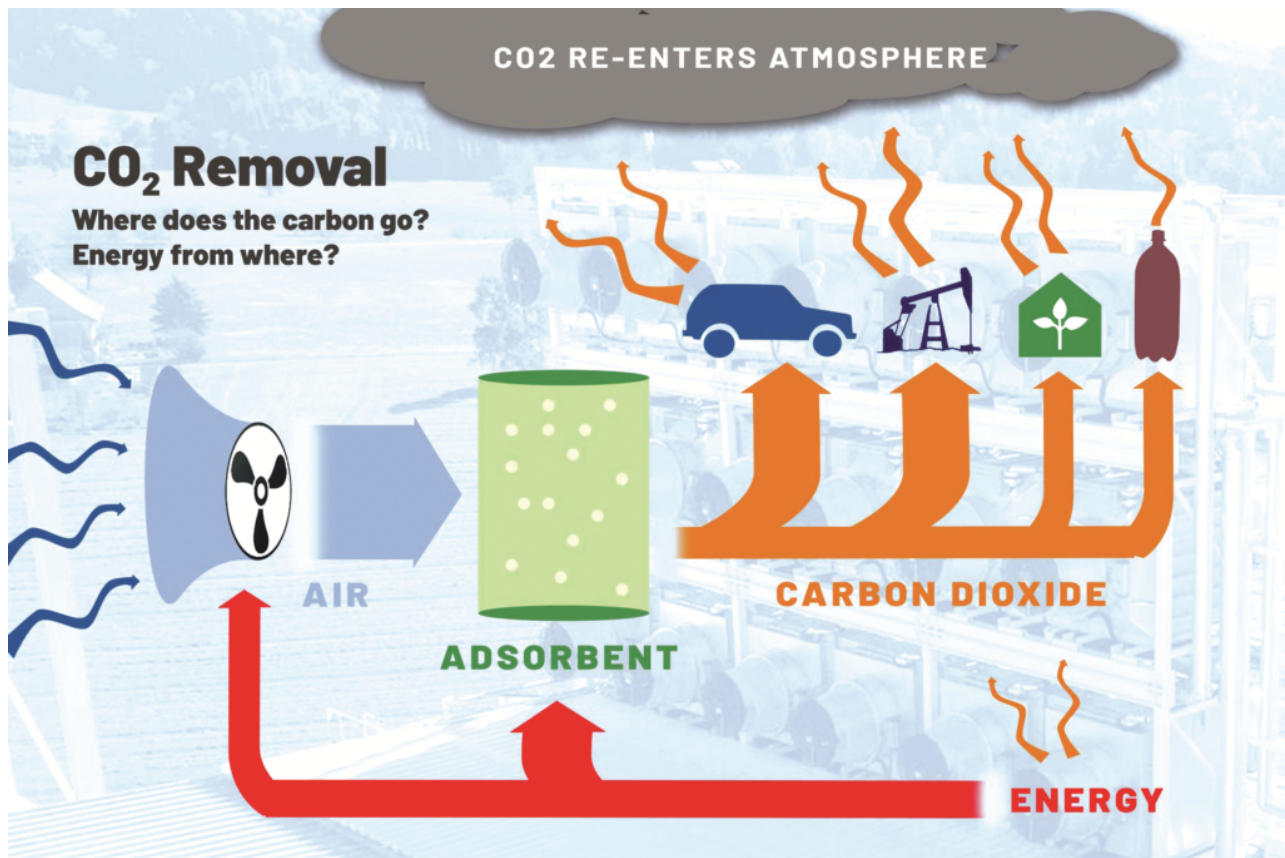 CO2 RE-ENTERS ATMOSPHERE
CO₂ Removal
Where does the carbon go?
Energy from where?
AIR
CARBON DIOXIDE
ADSORBENT
ENERGY